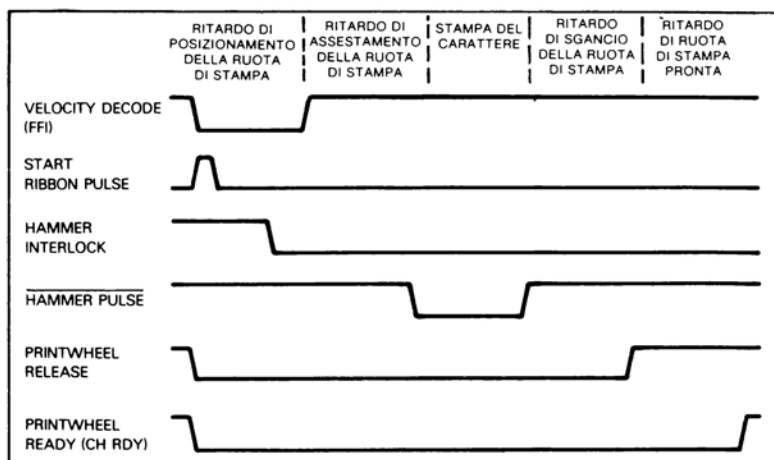 RITARDO DI
POSIZIONAMENTO
DELLA RUOTA
DI STAMPA
RITARDO DI
ASSESTAMENTO
DELLA RUOTA
DI STAMPA
STAMPA DEL
CARATTERE
RITARDO
DI SGANCIO
DELLA RUOTA
DI STAMPA
RITARDO
DI RUOTA
DI STAMPA
PRONTA
VELOCITY DECODE
(FFI)
START
RIBBON PULSE
HAMMER
INTERLOCK
HAMMER PULSE
PRINTWHEEL
RELEASE
PRINTWHEEL
READY (CH RDY)